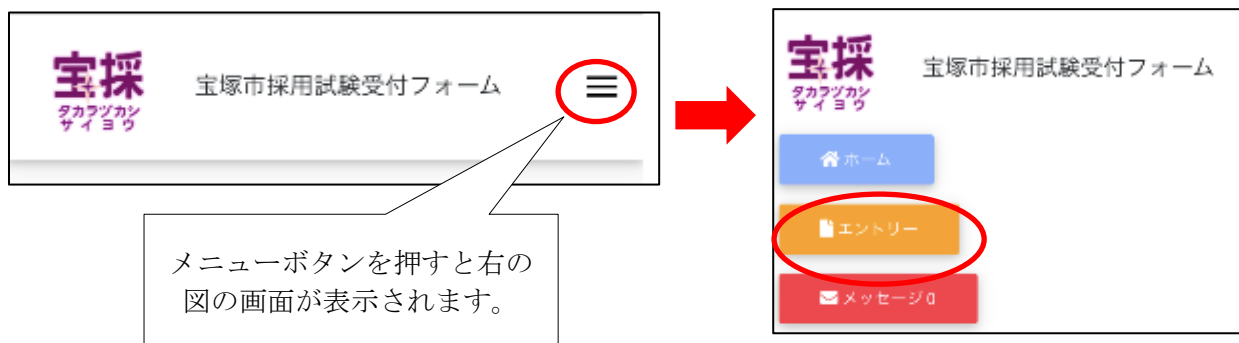 宝採
タカラヅカシ
サイヨウ
宝塚市採用試験受付フォーム
メニューボタンを押すと右の
図の画面が表示されます。
宝採
タカラヅカシ
サイヨウ
宝塚市採用試験受付フォーム
ホーム
エントリー
メッセージ0